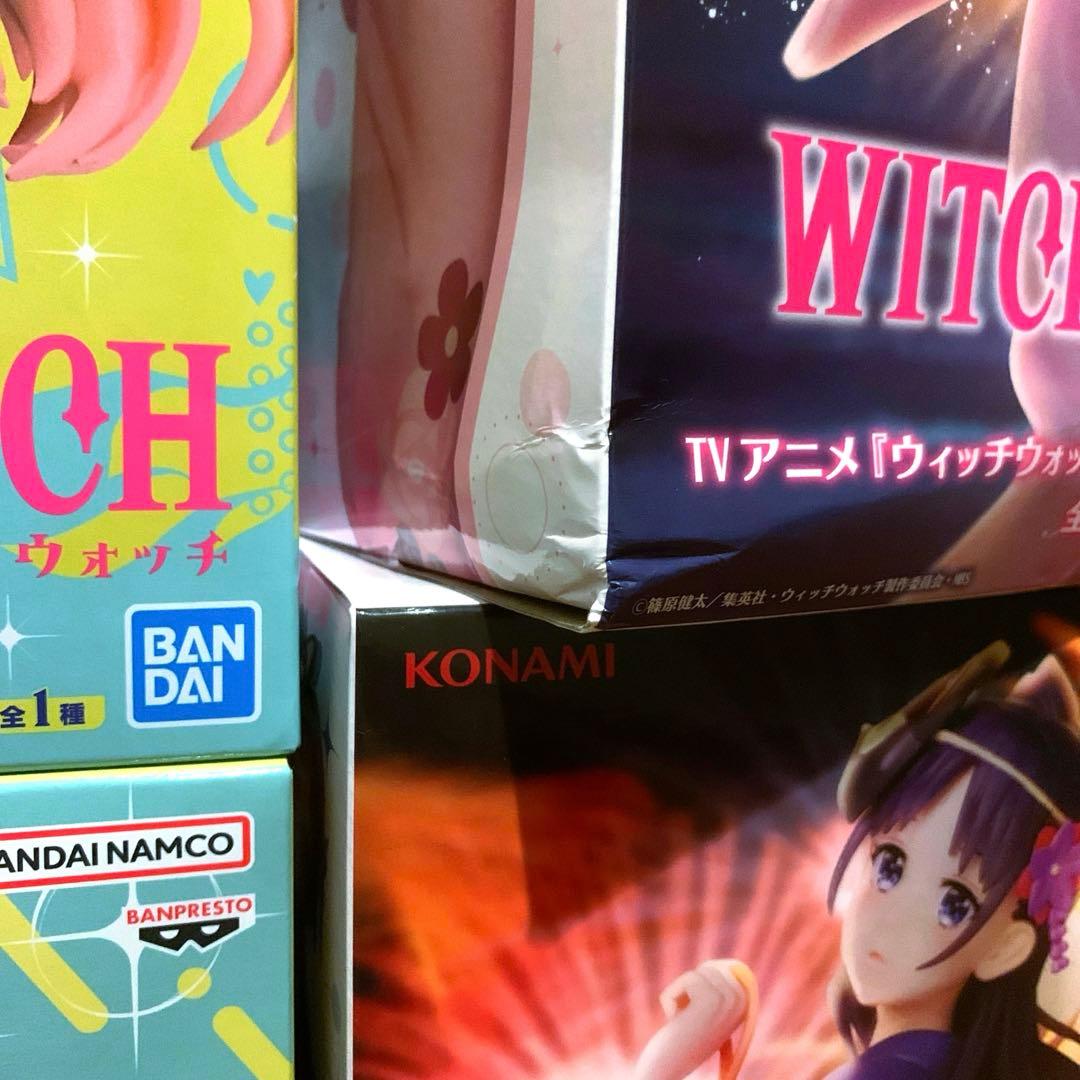 CH
ウォッチ
BAN
DAI
全1種
ANDAI NAMCO
BANPRESTO
WITC
TVアニメ『ウィッチウォッ
全
©篠原健太／集英社・ウィッチウォッチ製作委員会・MBS
KONAMI